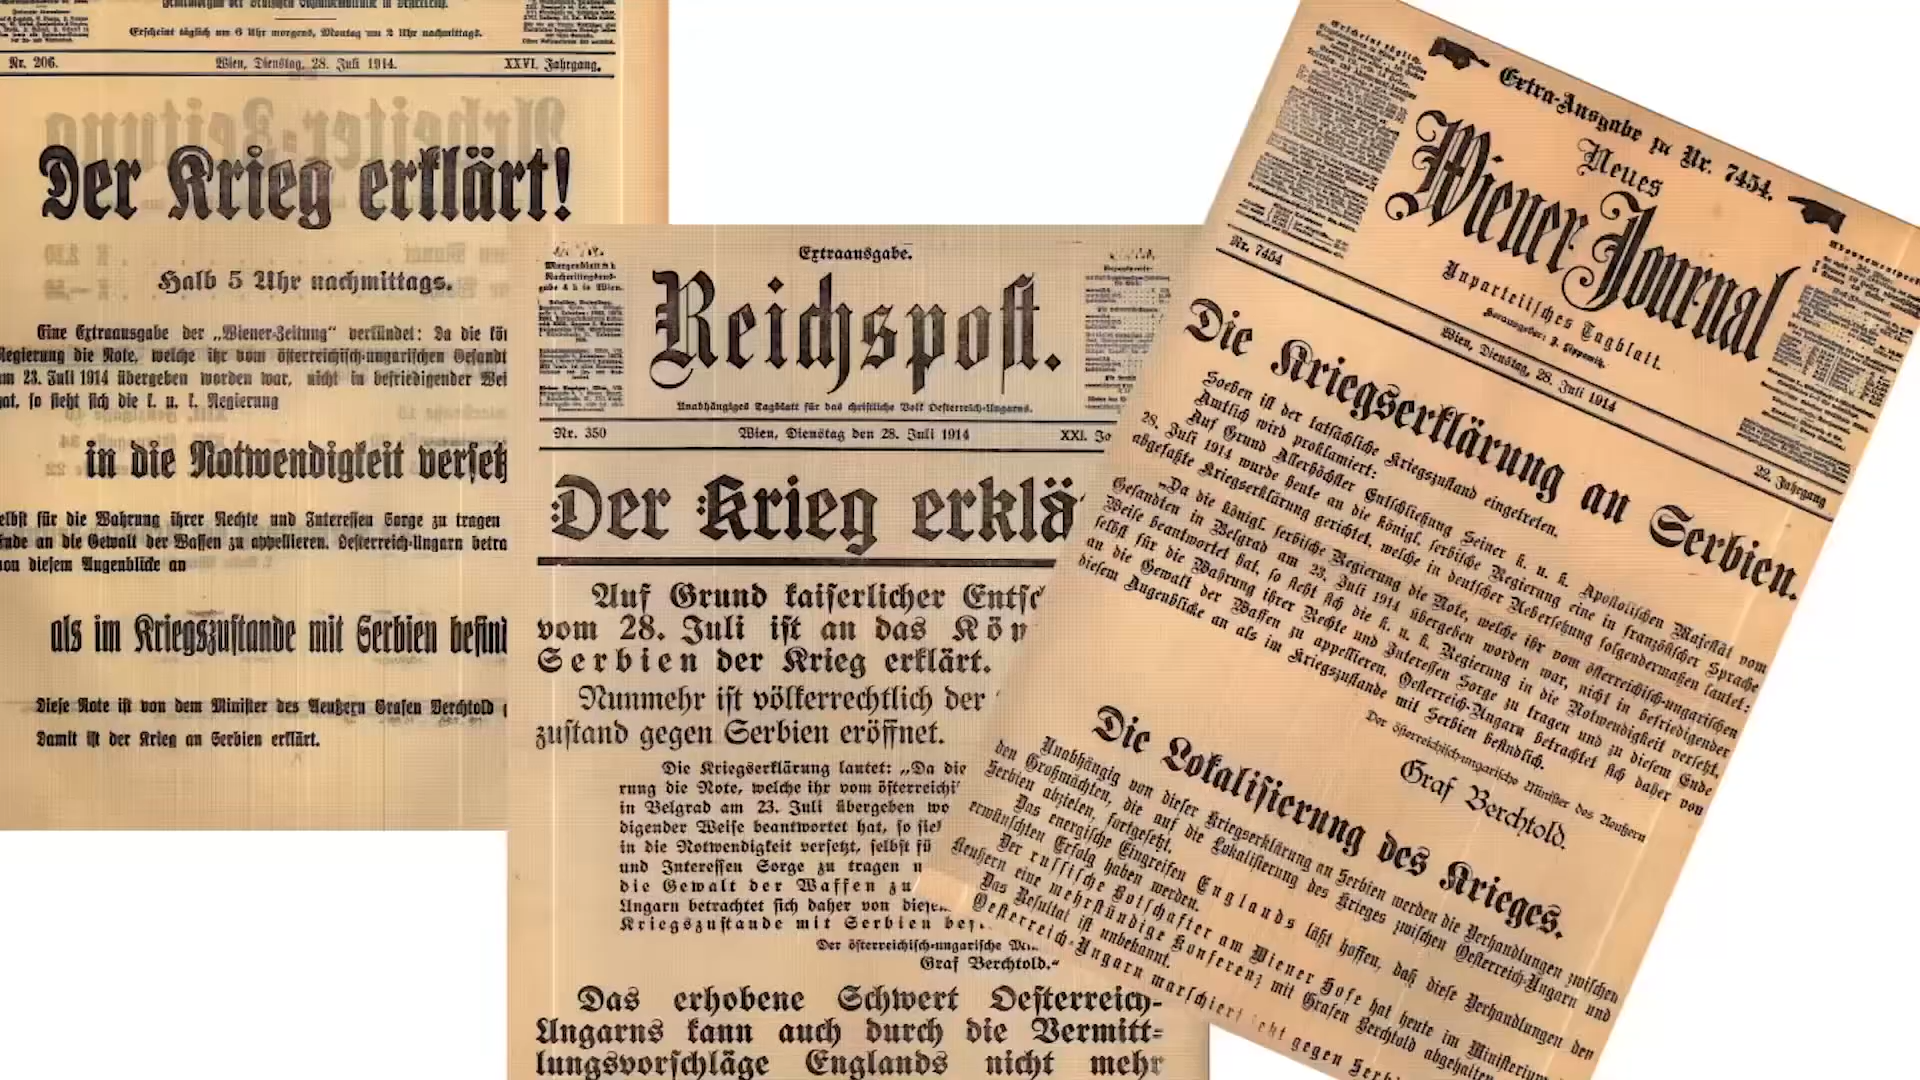 Erscheint täglich um 6 Uhr morgens, Montag um 2 Uhr nachmittags.
Nr. 206.
Wien, Dienstag, 28. Juli 1914.
XXVI. Jahrgang.
Arbeiter-Zeitung
Der Krieg erklärt!
Halb 5 Uhr nachmittags.
Eine Extraausgabe der „Wiener-Zeitung" verkündet: Da die kö
Regierung die Note, welche ihr vom österreichisch-ungarischen Gesandt
am 23. Juli 1914 übergeben worden war, nicht in befriedigender Wei
hat, so sieht sich die k. u. k. Regierung
in die Notwendigkeit verset
selbst für die Wahrung ihrer Rechte und Interessen Sorge zu tragen
Ende an die Gewalt der Waffen zu appellieren. Oesterreich-Ungarn betra
von diesem Augenblicke an
als im Kriegszustande mit Serbien befind
Diese Note ist von dem Minister des Aeußern Grafen Berchtold
Damit ist der Krieg an Serbien erklärt.
Extraausgabe.
Reichspost.
Unabhängiges Tagblatt für das christliche Volk Oesterreich-Ungarns.
Nr. 350
Wien, Dienstag den 28. Juli 1914
XXI. Ja
Der Krieg erklä
Auf Grund kaiserlicher Entsc
vom 28. Juli ist an das Kön
Serbien der Krieg erklärt.
Nunmehr ist völkerrechtlich der
zustand gegen Serbien eröffnet.
Die Kriegserklärung lautet: „Da die
rung die Note, welche ihr vom österreichi
in Belgrad am 23. Juli übergeben wo
digender Weise beantwortet hat, so sie
in die Notwendigkeit versetzt, selbst fü
und Interessen Sorge zu tragen u
die Gewalt der Waffen zu
Ungarn betrachtet sich daher von diese
Kriegszustande mit Serbien bef
Der österreichisch-ungarische Mi
Graf Berchtold."
Das erhobene Schwert Oesterreich-
Ungarns kann auch durch die Vermitt-
lungsvorschläge Englands nicht mehr
Extra-Ausgabe zu Nr. 7454.
Neues
Wiener Journal
Unparteiisches Tagblatt.
Herausgeber: J. Lippowitz.
Nr. 7454
Wien, Dienstag, 28. Juli 1914
22. Jahrgang
Die Kriegserklärung an Serbien.
Soeben ist der tatsächliche Kriegszustand eingetreten.
Amtlich wird proklamiert:
Auf Grund Allerhöchster Entschließung Seiner k. u. k. Apostolischen Majestät vom
28. Juli 1914 wurde heute an die königl. serbische Regierung eine in französischer Sprache
abgefaßte Kriegserklärung gerichtet, welche in deutscher Uebersetzung folgendermaßen lautet:
„Da die königl. serbische Regierung die Note, welche ihr vom österreichisch-ungarischen
Gesandten in Belgrad am 23. Juli 1914 übergeben worden war, nicht in befriedigender
Weise beantwortet hat, so sieht sich die k. u. k. Regierung in die Notwendigkeit versetzt,
selbst für die Wahrung ihrer Rechte und Interessen Sorge zu tragen und zu diesem Ende
an die Gewalt der Waffen zu appellieren. Oesterreich-Ungarn betrachtet sich daher von
diesem Augenblicke an als im Kriegszustande mit Serbien befindlich.
Der österreichisch-ungarische Minister des Aeußern
Graf Berchtold.
Die Lokalisierung des Krieges.
Unabhängig von dieser Kriegserklärung an Serbien werden die Verhandlungen zwischen
den Großmächten, die auf die Lokalisierung des Krieges zwischen Oesterreich-Ungarn und
Serbien abzielen, fortgesetzt.
Das energische Eingreifen Englands läßt hoffen, daß diese Verhandlungen den
erwünschten Erfolg haben werden.
Der russische Botschafter am Wiener Hofe hat heute im Ministerium
Aeußern eine mehrstündige Konferenz mit Grafen Berchtold abgehalten
Das Resultat ist unbekannt.
Oesterreich-Ungarn marschiert gegen Serb